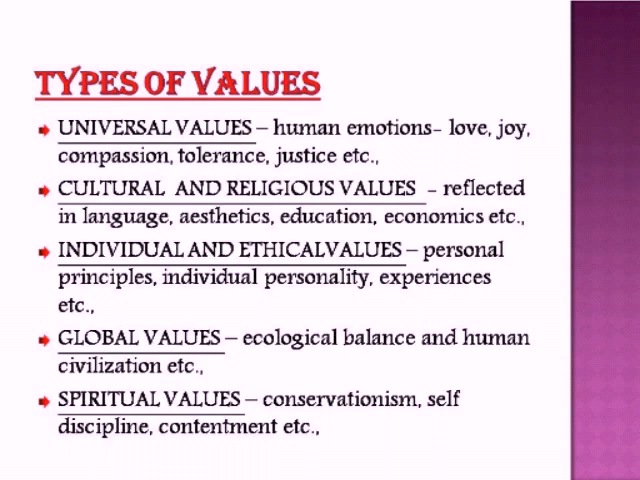 TYPES OF VALUES
UNIVERSAL VALUES – human emotions- love, joy,
compassion, tolerance, justice etc.,
CULTURAL AND RELIGIOUS VALUES - reflected
in language, aesthetics, education, economics etc.,
INDIVIDUAL AND ETHICALVALUES – personal
principles, individual personality, experiences
etc.,
GLOBAL VALUES – ecological balance and human
civilization etc.,
SPIRITUAL VALUES – conservationism, self
discipline, contentment etc.,